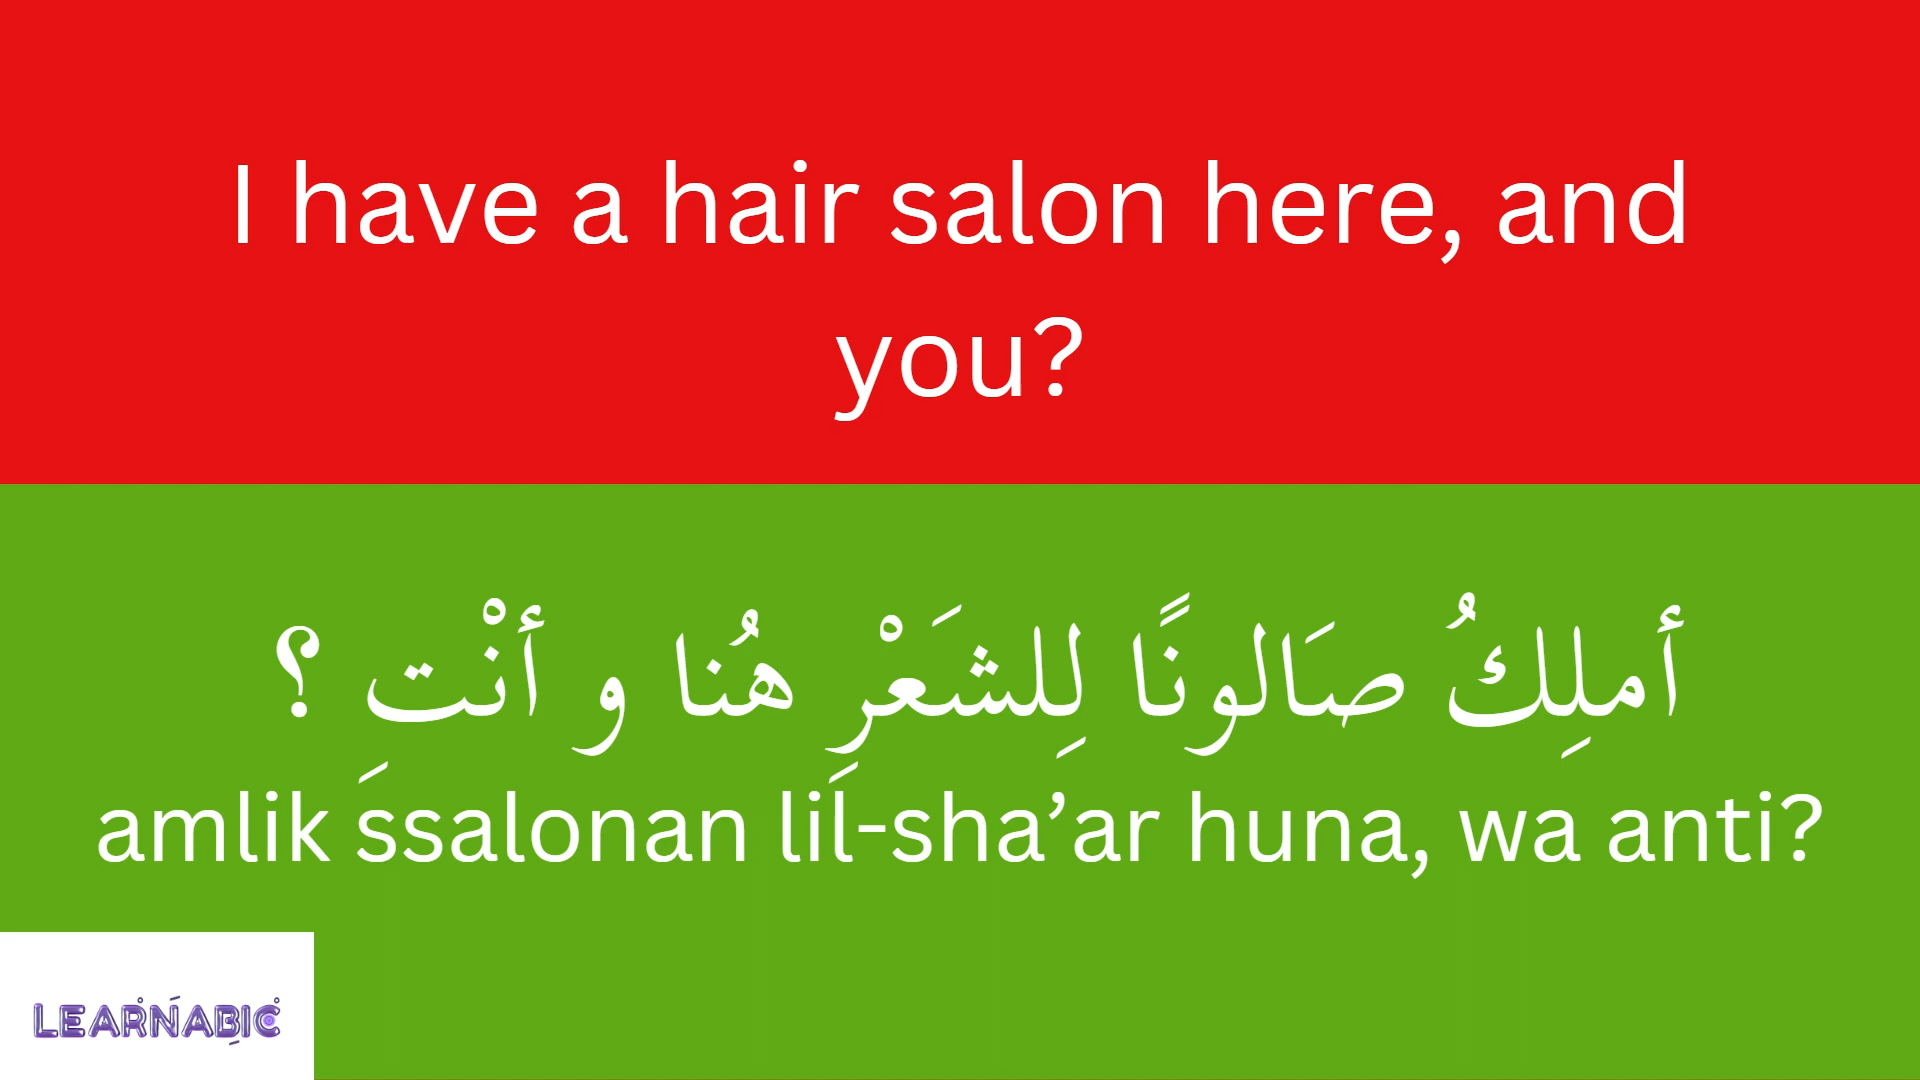 I have a hair salon here, and
you?
أملِكُ صَالونًا لِلشَعْرِ هُنا و أنْتِ ؟
amlik ssalonan lil-sha’ar huna, wa anti?
LEARNABIC